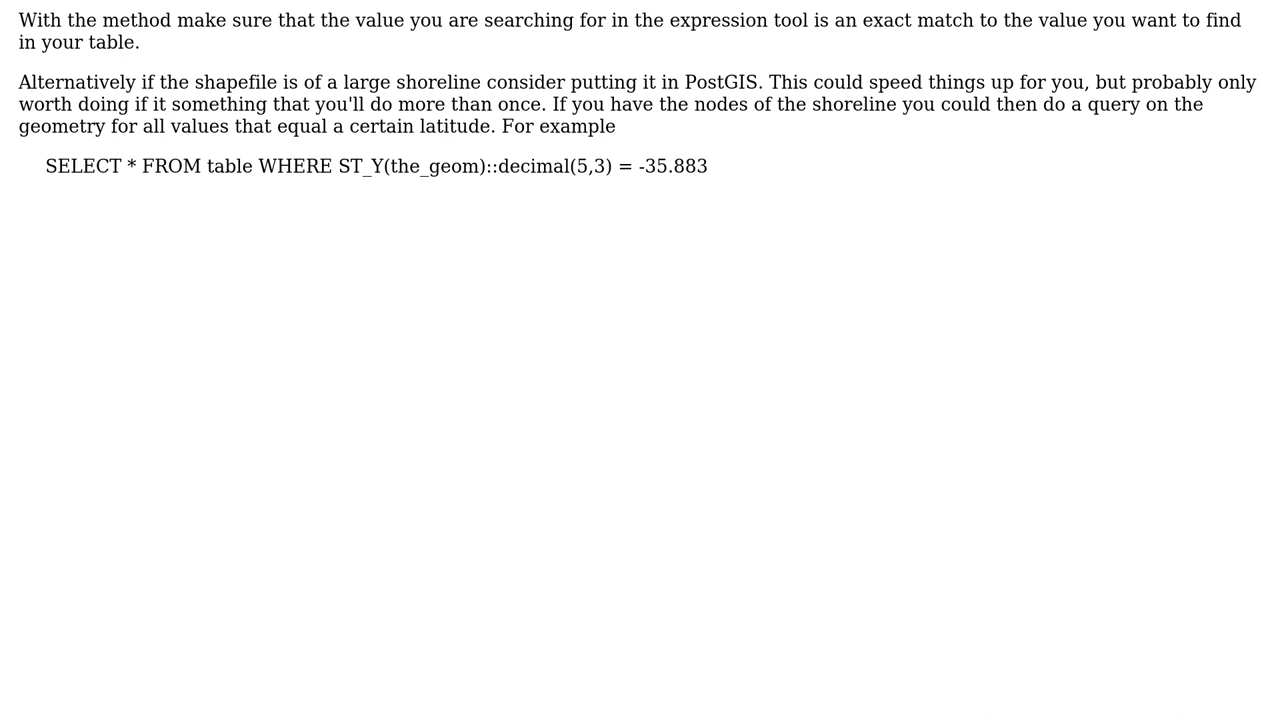 With the method make sure that the value you are searching for in the expression tool is an exact match to the value you want to find
in your table.
Alternatively if the shapefile is of a large shoreline consider putting it in PostGIS. This could speed things up for you, but probably only
worth doing if it something that you'll do more than once. If you have the nodes of the shoreline you could then do a query on the
geometry for all values that equal a certain latitude. For example
SELECT * FROM table WHERE ST_Y(the_geom)::decimal(5,3) = -35.883